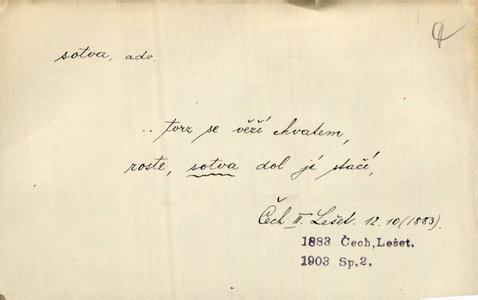 sotva, adv.
.. tvrz se věží chvatem,
roste, sotva dol jí stačí,
Čech II. Lešet. 12. 10 (1883).
1883 Čech,Lešet.
1903 Sp.2.